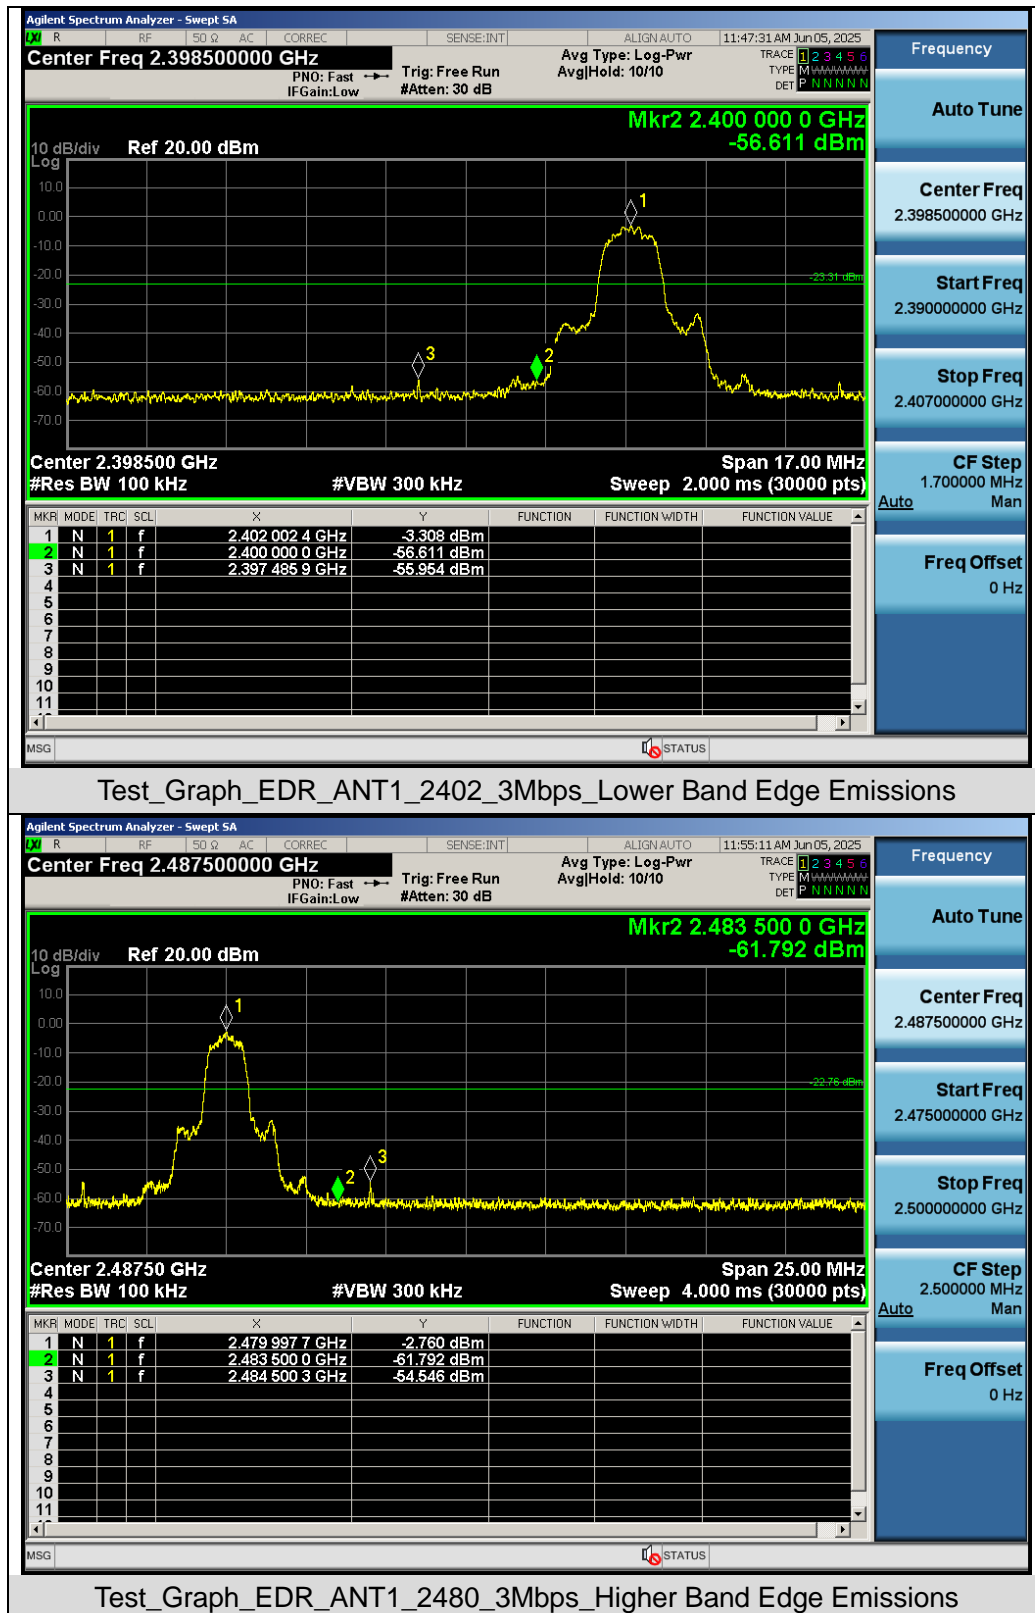 Agilent Spectrum Analyzer - Swept SA
LXI R RF 50 Ω AC CORREC SENSE:INT ALIGN AUTO 11:47:31 AM Jun 05, 2025
Center Freq 2.398500000 GHz
PNO: Fast
IFGain:Low
Trig: Free Run
#Atten: 30 dB
Avg Type: Log-Pwr
Avg|Hold: 10/10
TRACE 1 2 3 4 5 6
TYPE M
DET P N N N N N
Frequency
Auto Tune
Center Freq
2.398500000 GHz
Start Freq
2.390000000 GHz
Stop Freq
2.407000000 GHz
CF Step
1.700000 MHz
Auto Man
Freq Offset
0 Hz
Mkr2 2.400 000 0 GHz
-56.611 dBm
10 dB/div Ref 20.00 dBm
Log
10.0
0.00
-10.0
-20.0
-30.0
-40.0
-50.0
-60.0
-70.0
1
-23.31 dBm
3
2
Center 2.398500 GHz Span 17.00 MHz
#Res BW 100 kHz #VBW 300 kHz Sweep 2.000 ms (30000 pts)
MKR MODE TRC SCL X Y FUNCTION FUNCTION WIDTH FUNCTION VALUE
1 N 1 f 2.402 002 4 GHz -3.308 dBm
2 N 1 f 2.400 000 0 GHz -56.611 dBm
3 N 1 f 2.397 485 9 GHz -55.954 dBm
4
5
6
7
8
9
10
11
MSG STATUS
Test_Graph_EDR_ANT1_2402_3Mbps_Lower Band Edge Emissions
Agilent Spectrum Analyzer - Swept SA
LXI R RF 50 Ω AC CORREC SENSE:INT ALIGN AUTO 11:55:11 AM Jun 05, 2025
Center Freq 2.487500000 GHz
PNO: Fast
IFGain:Low
Trig: Free Run
#Atten: 30 dB
Avg Type: Log-Pwr
Avg|Hold: 10/10
TRACE 1 2 3 4 5 6
TYPE M
DET P N N N N N
Frequency
Auto Tune
Center Freq
2.487500000 GHz
Start Freq
2.475000000 GHz
Stop Freq
2.500000000 GHz
CF Step
2.500000 MHz
Auto Man
Freq Offset
0 Hz
Mkr2 2.483 500 0 GHz
-61.792 dBm
10 dB/div Ref 20.00 dBm
Log
10.0
0.00
-10.0
-20.0
-30.0
-40.0
-50.0
-60.0
-70.0
1
-22.76 dBm
3
2
Center 2.48750 GHz Span 25.00 MHz
#Res BW 100 kHz #VBW 300 kHz Sweep 4.000 ms (30000 pts)
MKR MODE TRC SCL X Y FUNCTION FUNCTION WIDTH FUNCTION VALUE
1 N 1 f 2.479 997 7 GHz -2.760 dBm
2 N 1 f 2.483 500 0 GHz -61.792 dBm
3 N 1 f 2.484 500 3 GHz -54.546 dBm
4
5
6
7
8
9
10
11
MSG STATUS
Test_Graph_EDR_ANT1_2480_3Mbps_Higher Band Edge Emissions